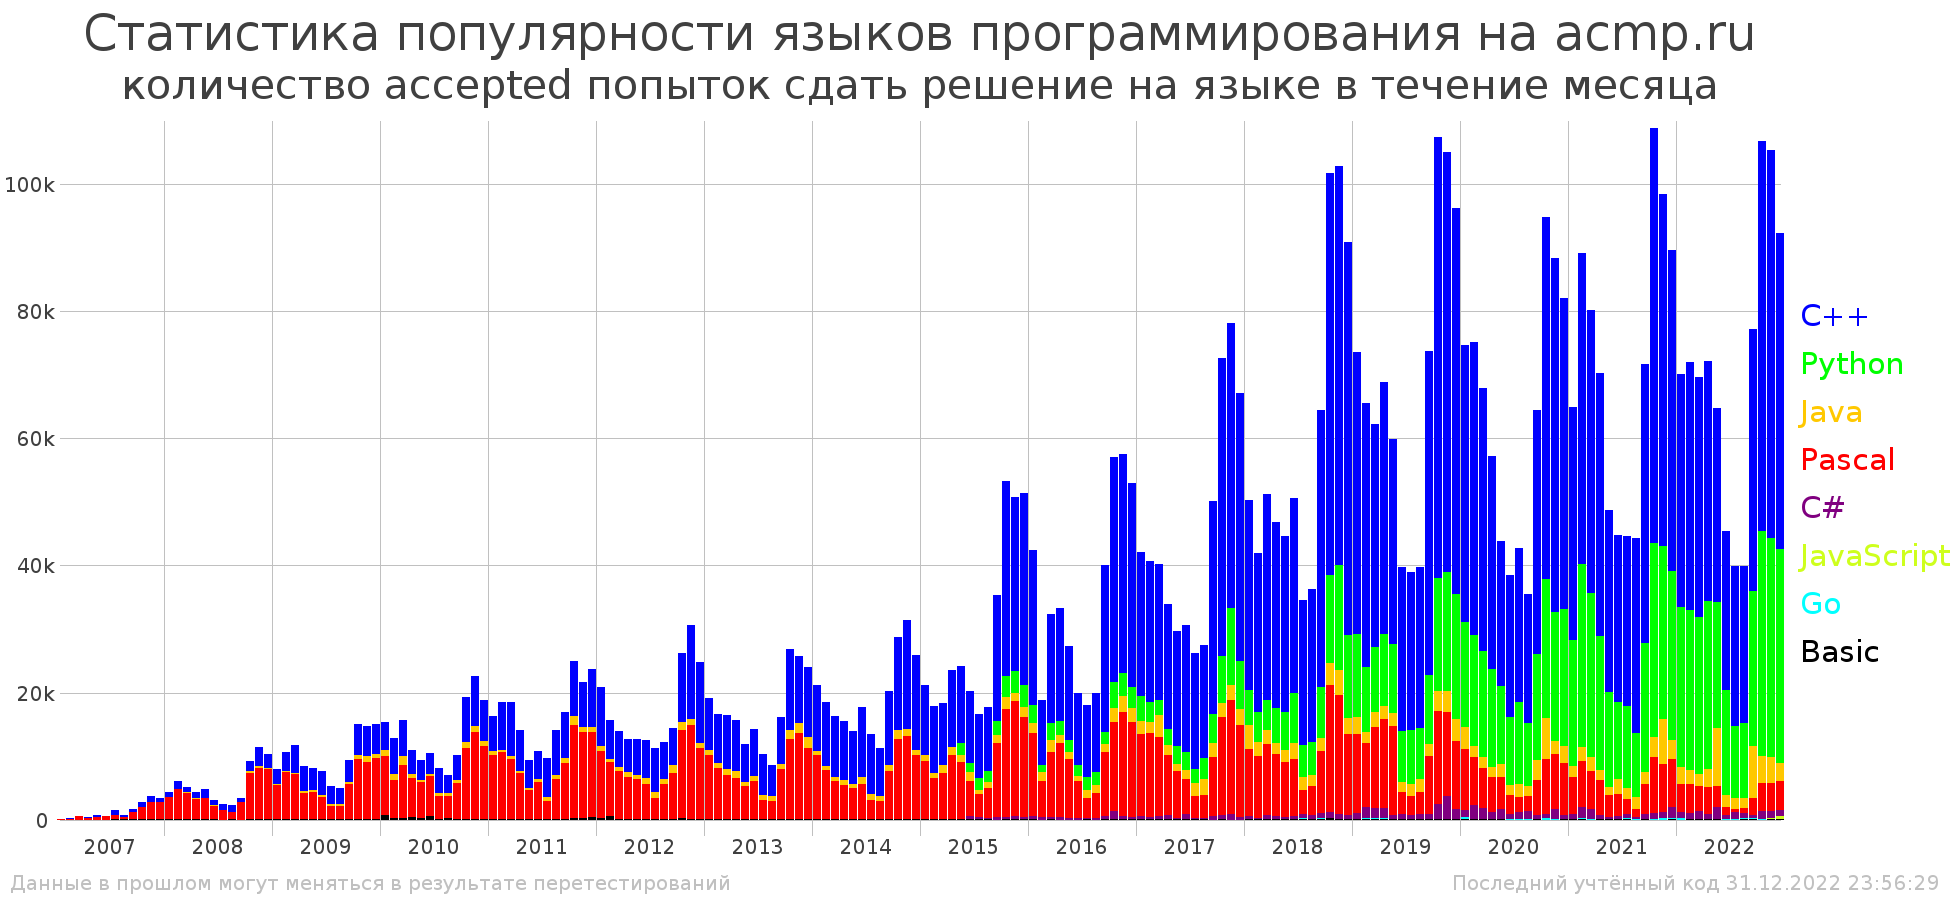 Статистика популярности языков программирования на acmp.ru
количество accepted попыток сдать решение на языке в течение месяца
100k
80k
60k
40k
20k
0
C++
Python
Java
Pascal
C#
JavaScript
Go
Basic
2007 2008 2009 2010 2011 2012 2013 2014 2015 2016 2017 2018 2019 2020 2021 2022
Данные в прошлом могут меняться в результате перетестирований
Последний учтённый код 31.12.2022 23:56:29